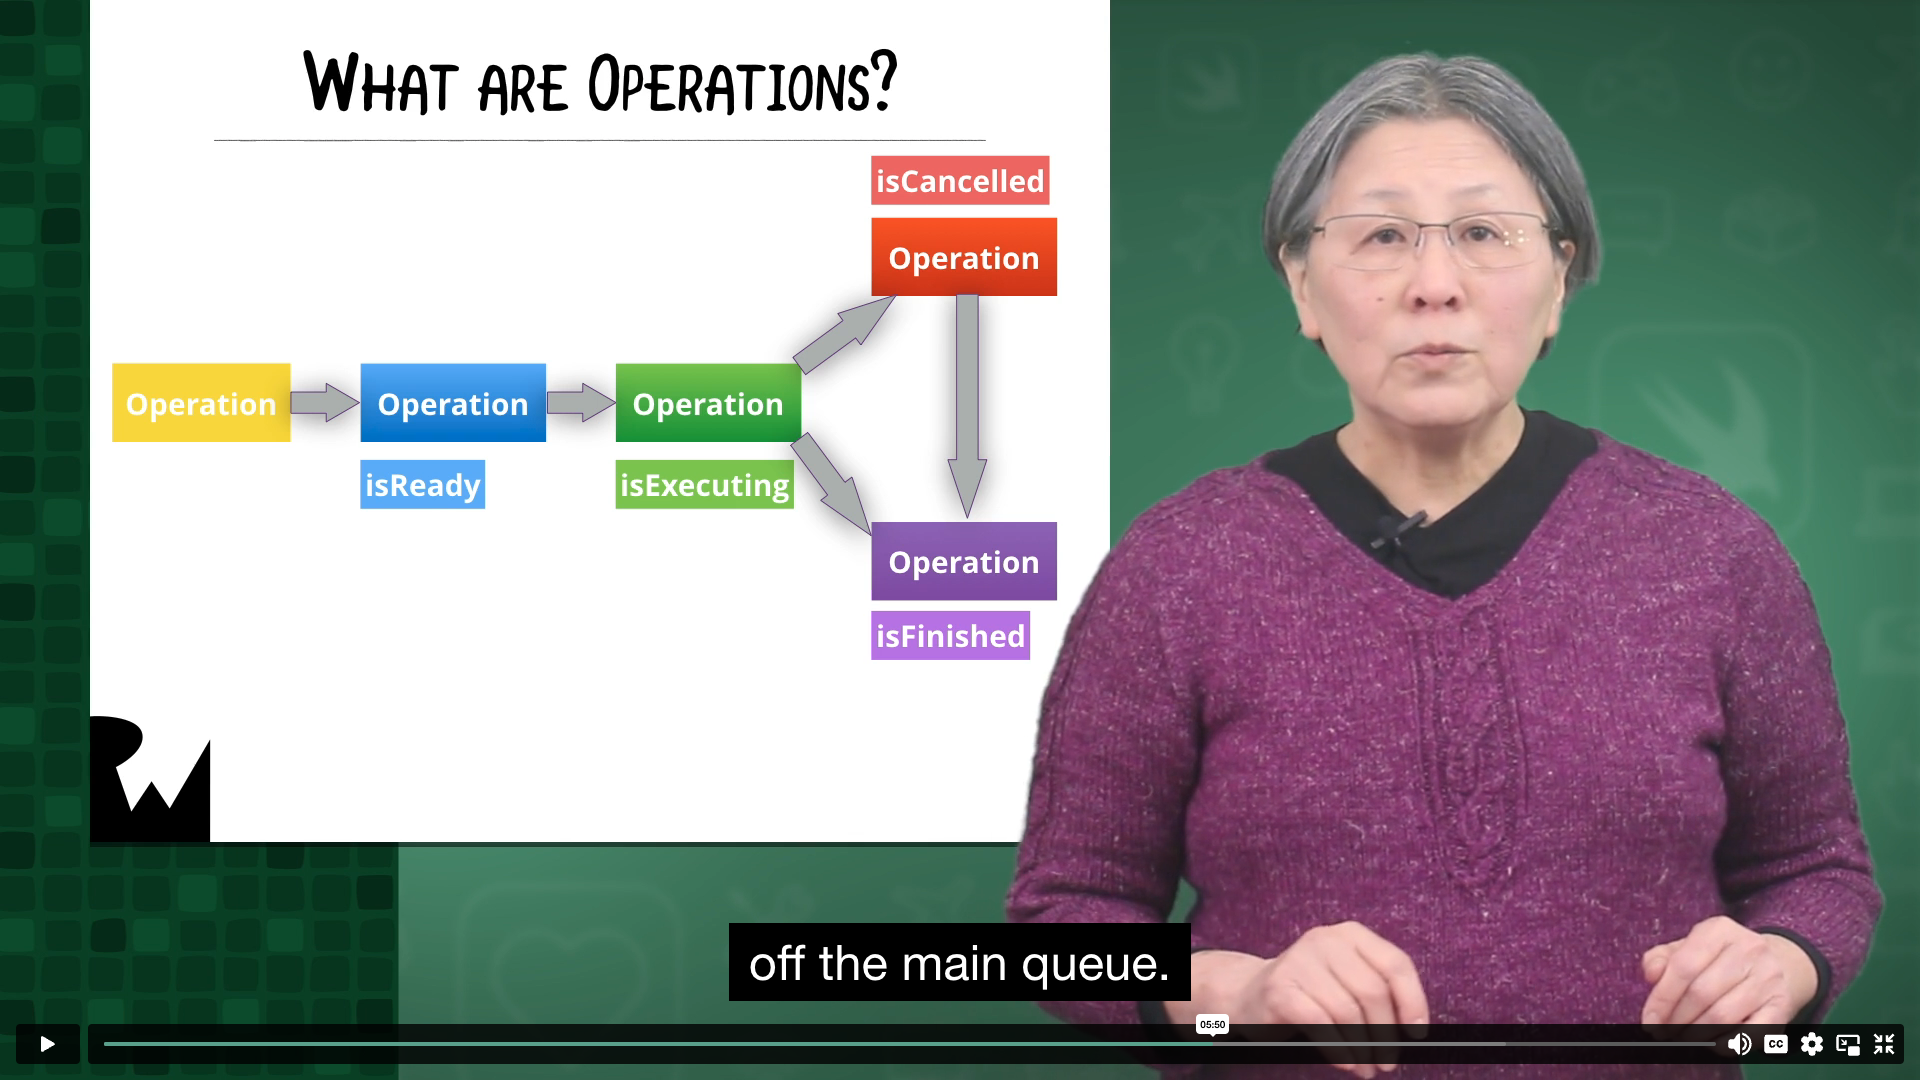 What are Operations?
isCancelled
Operation
Operation
Operation
Operation
isReady
isExecuting
Operation
isFinished
RW
off the main queue.
05:50
CC